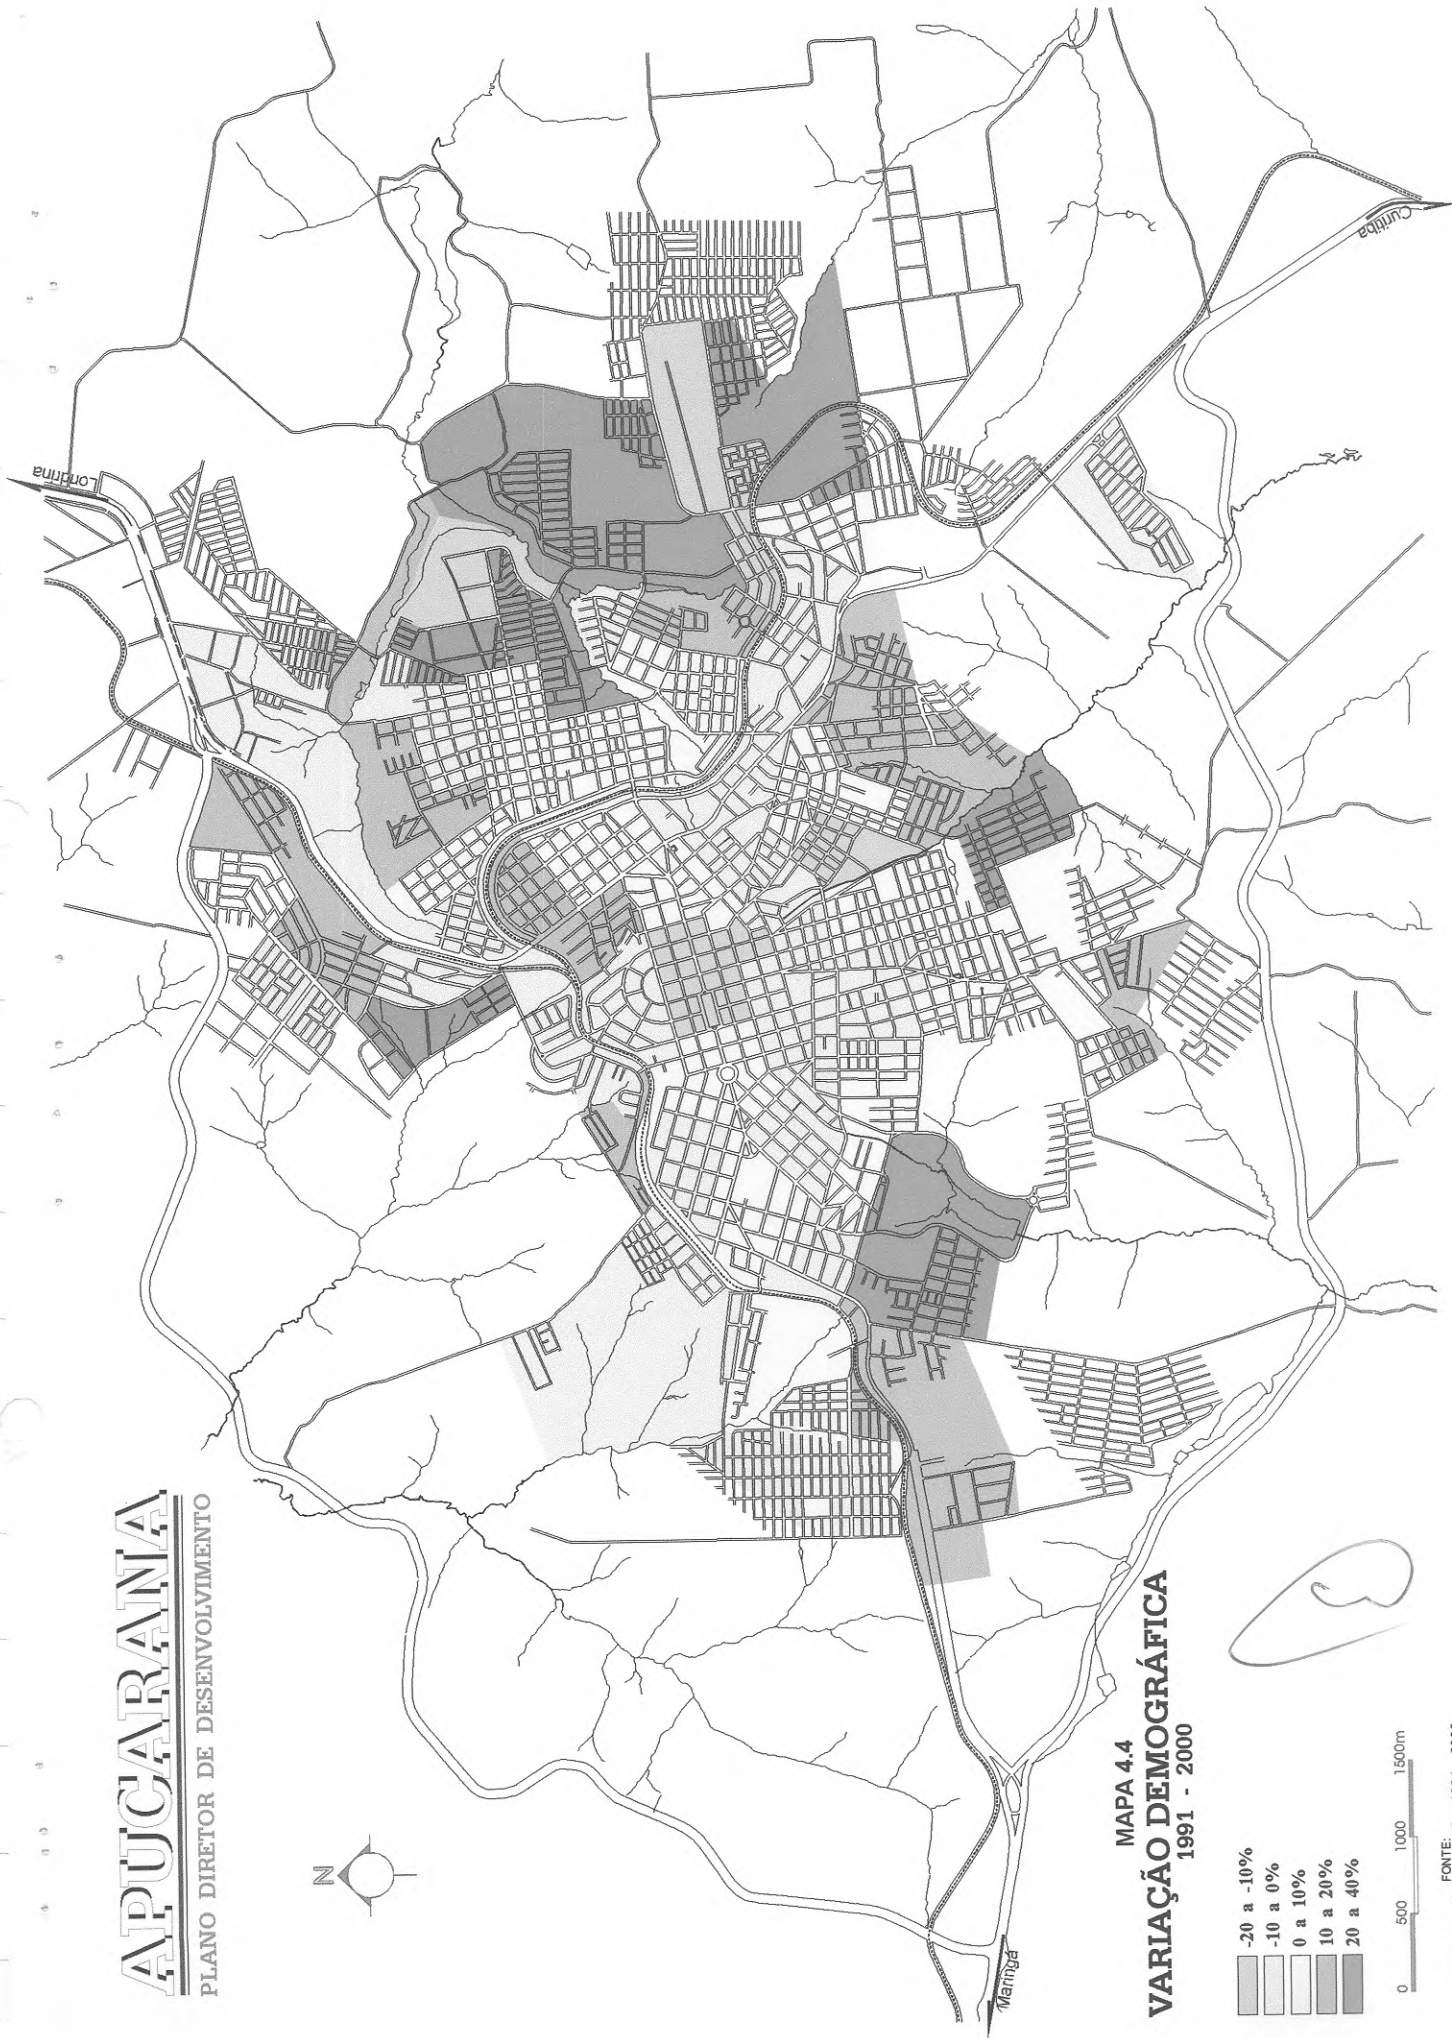 APUCARANA
PLANO DIRETOR DE DESENVOLVIMENTO
N
Londrina
Curitiba
Maringá
MAPA 4.4
VARIAÇÃO DEMOGRÁFICA
1991 - 2000
-20 a -10%
-10 a 0%
0 a 10%
10 a 20%
20 a 40%
0 500 1000 1500m
FONTE: